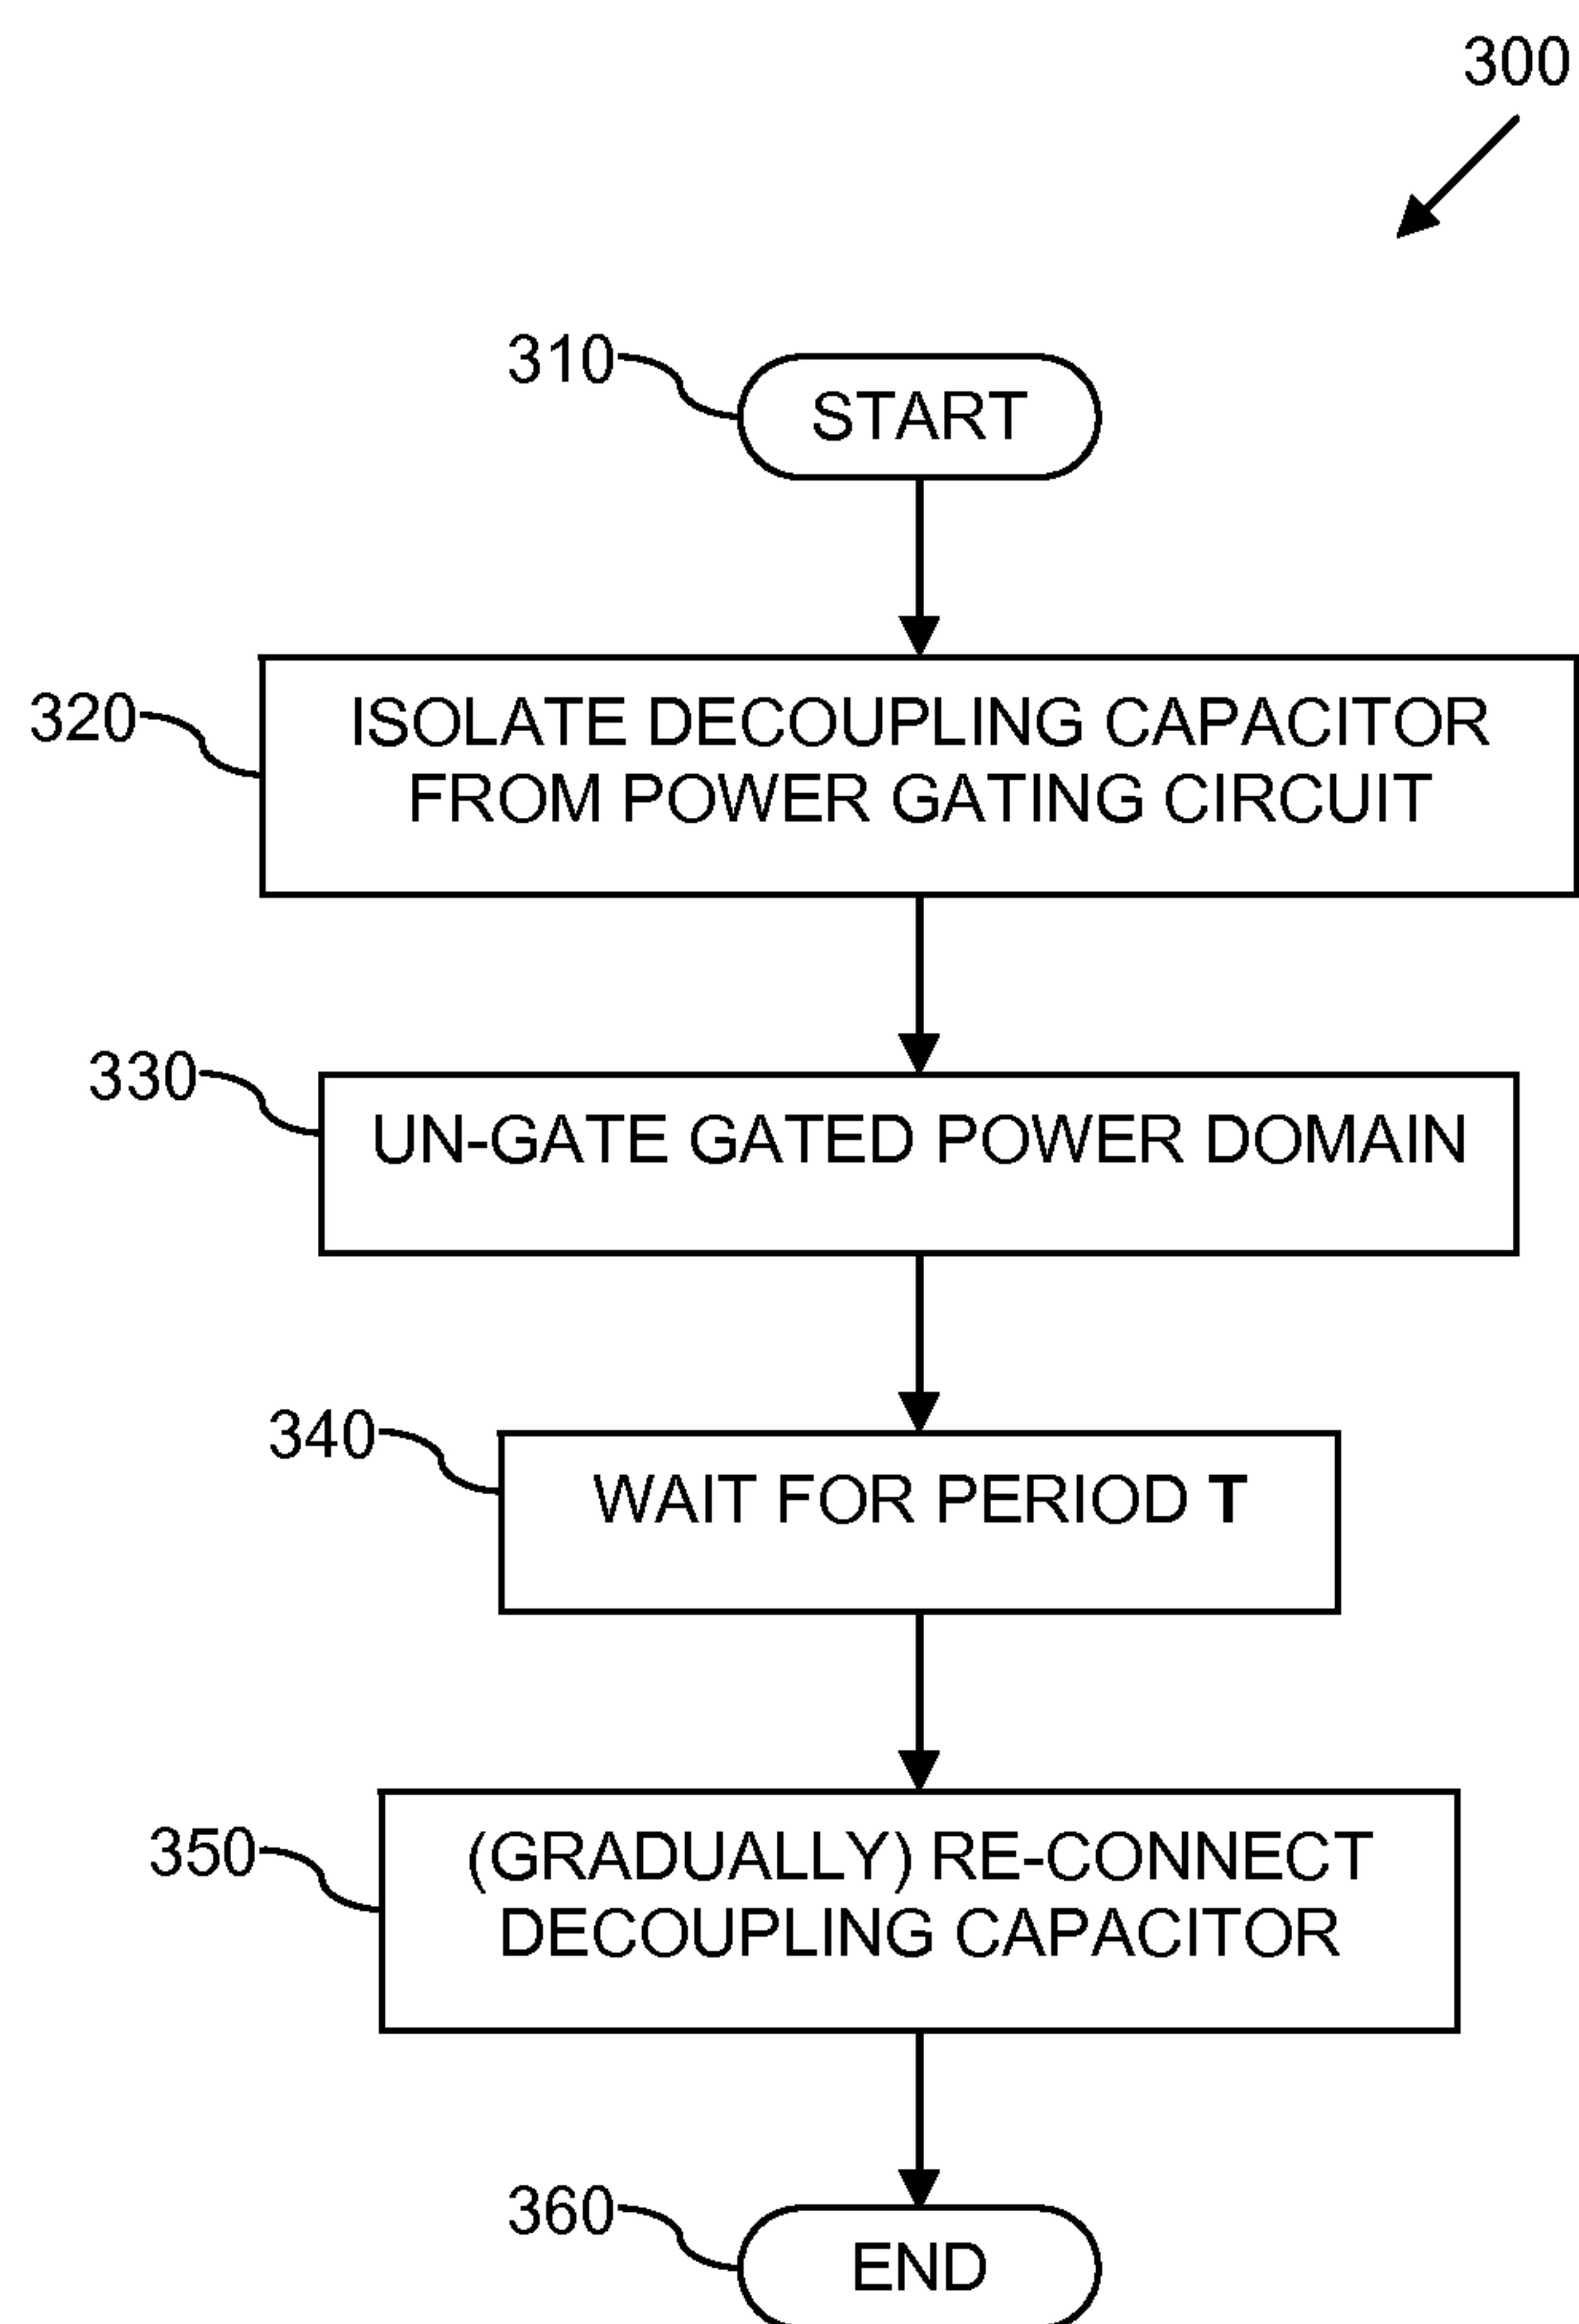 300
310
START
320
ISOLATE DECOUPLING CAPACITOR
FROM POWER GATING CIRCUIT
330
UN-GATE GATED POWER DOMAIN
340
WAIT FOR PERIOD T
350
(GRADUALLY) RE-CONNECT
DECOUPLING CAPACITOR
360
END